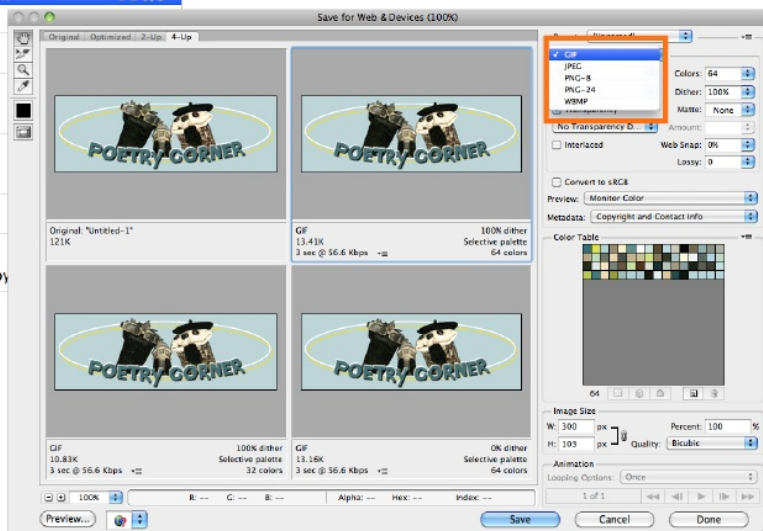 Save for Web & Devices (100%)
Original Optimized 2-Up 4-Up
GIF
JPEG
PNG-8
PNG-24
WBMP
Colors: 64
Dither: 100%
Transparency Matte: None
No Transparency D... Amount:
Interlaced Web Snap: 0%
Lossy: 0
Convert to sRGB
Preview: Monitor Color
Metadata: Copyright and Contact Info
Color Table
64
POETRY CORNER
Original: "Untitled-1"
121K
POETRY CORNER
GIF 100% dither
13.41K Selective palette
3 sec @ 56.6 Kbps 64 colors
POETRY CORNER
GIF 100% dither
10.83K Selective palette
3 sec @ 56.6 Kbps 32 colors
POETRY CORNER
GIF 0% dither
13.16K Selective palette
3 sec @ 56.6 Kbps 64 colors
Image Size
W: 300 px Percent: 100 %
H: 103 px Quality: Bicubic
Animation
Looping Options: Once
1 of 1
100% R: -- G: -- B: -- Alpha: -- Hex: -- Index: --
Preview... Save Cancel Done